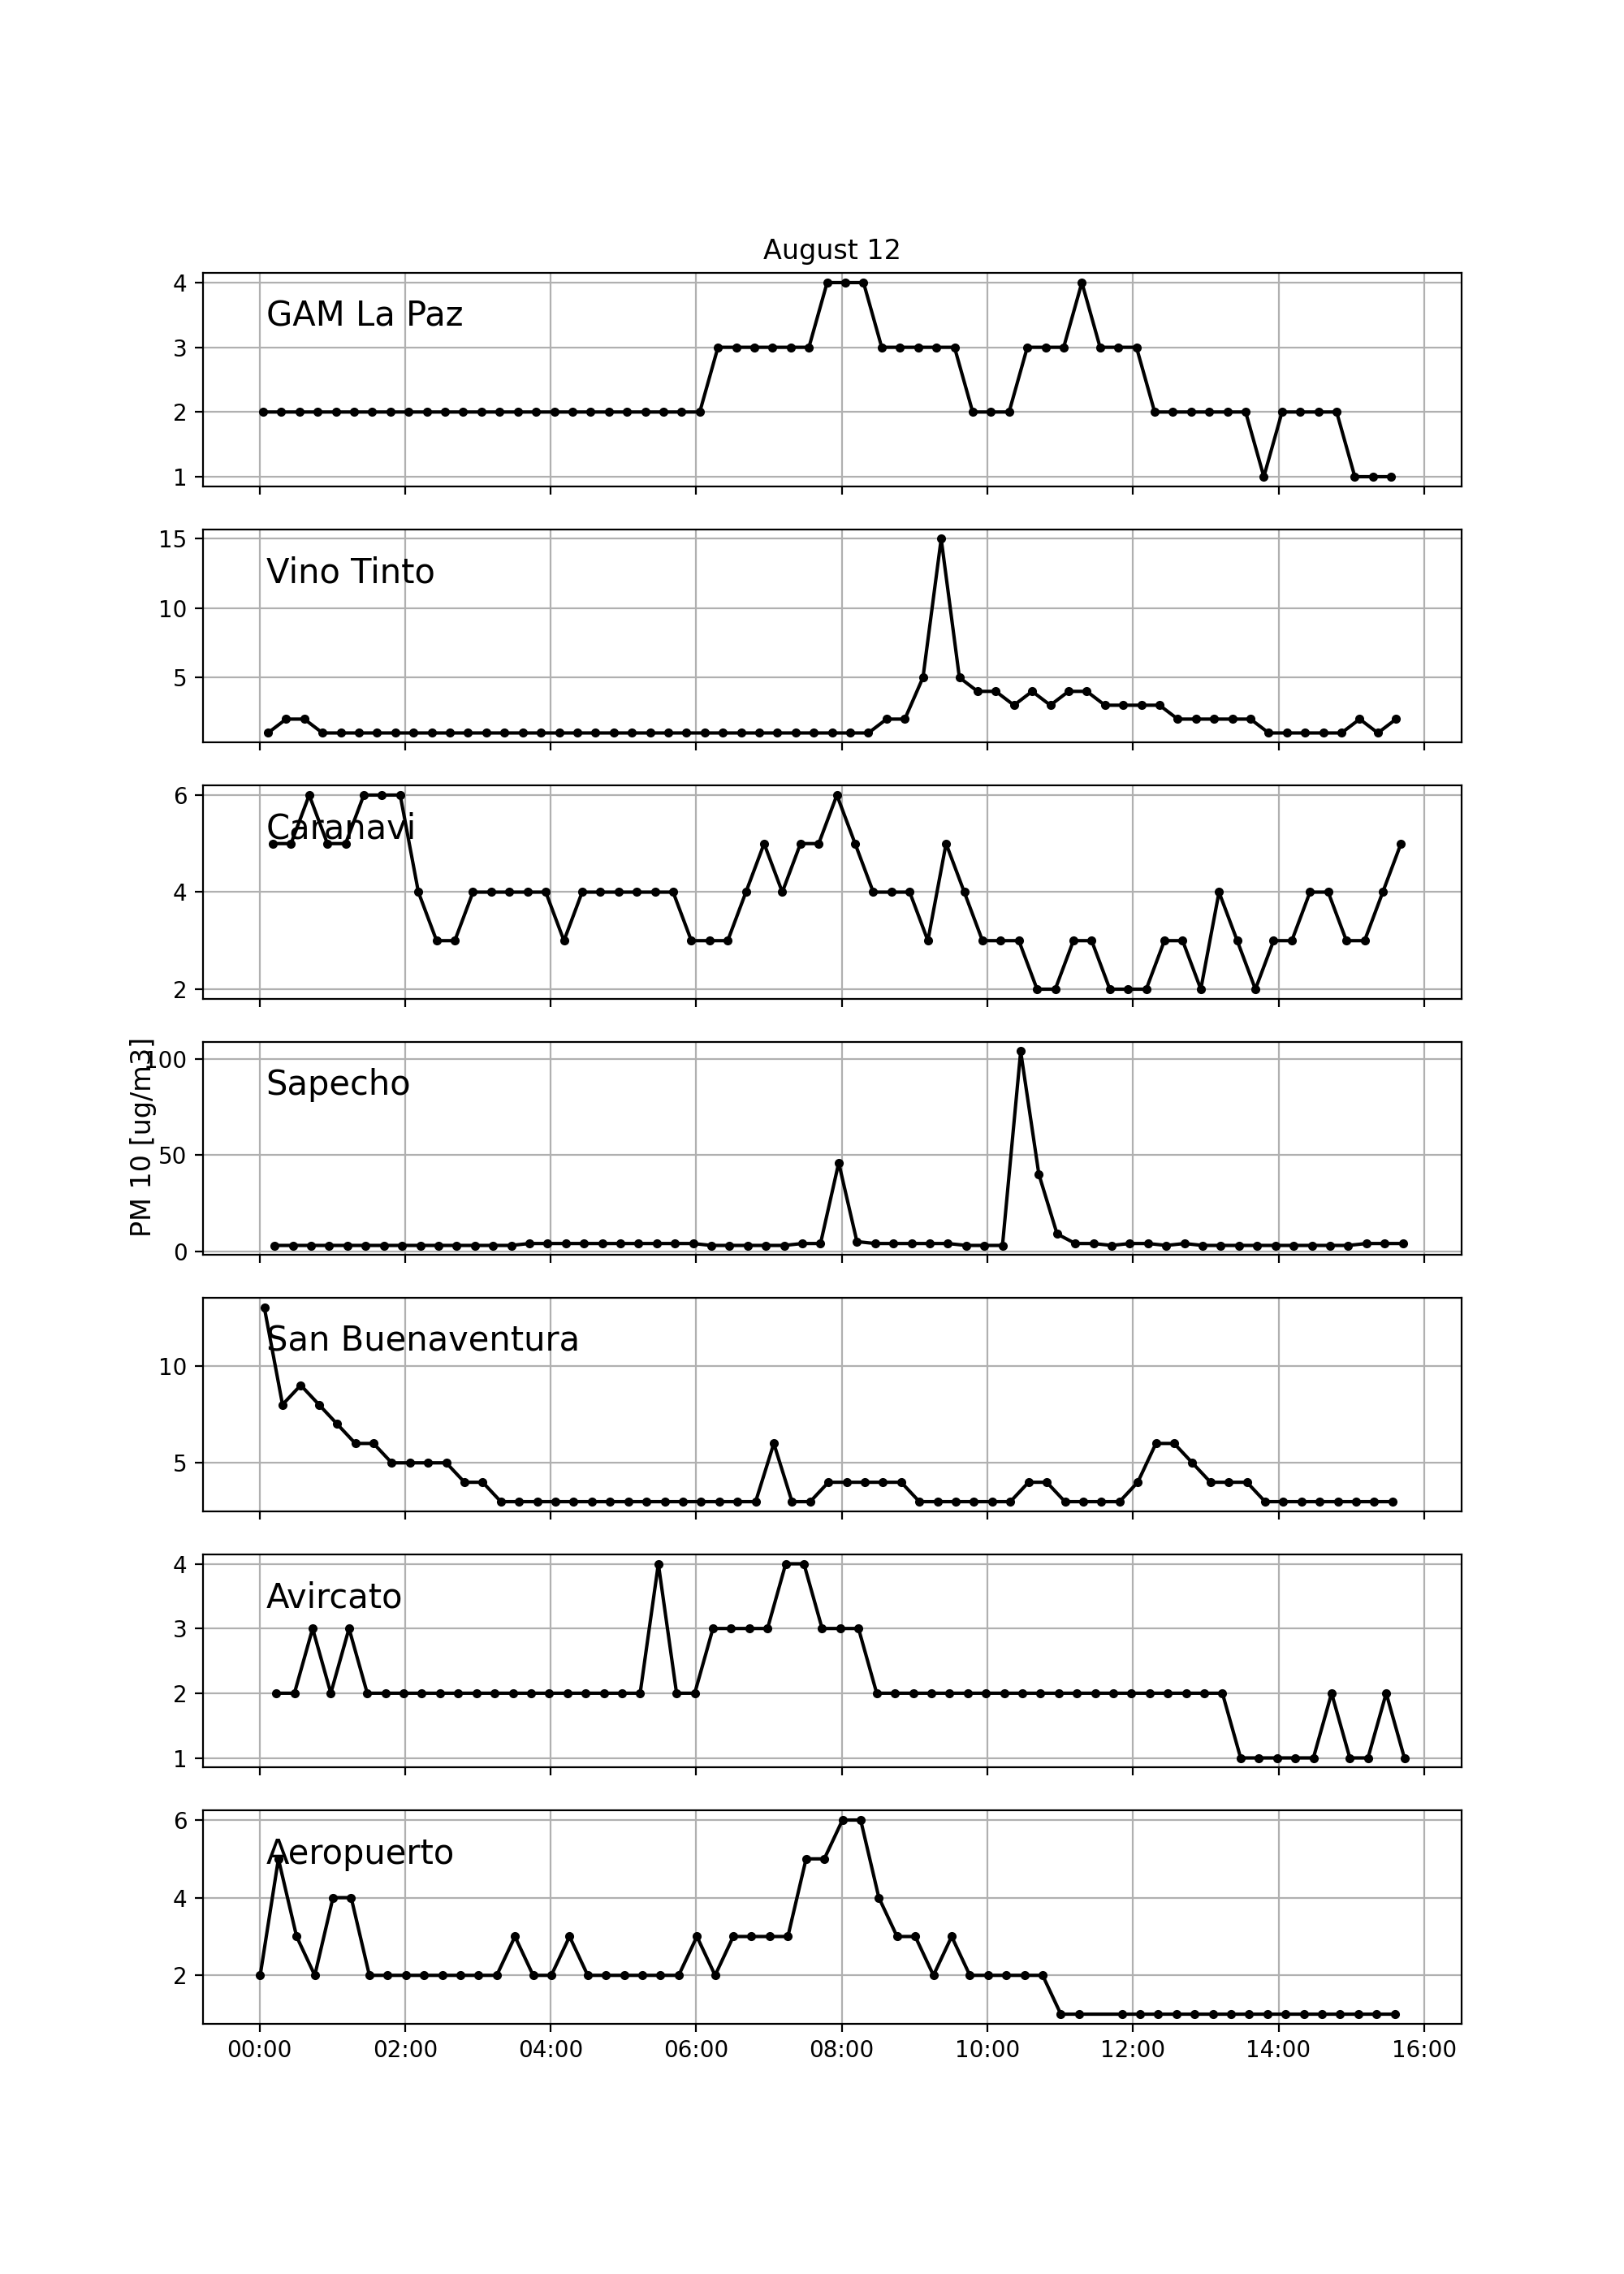 August 12
4
GAM La Paz
3
2
1
15
Vino Tinto
10
5
6
Caranavi
4
2
PM 10 [ug/m3]
100
Sapecho
50
0
San Buenaventura
10
5
4
Avircato
3
2
1
6
Aeropuerto
4
2
00:00 02:00 04:00 06:00 08:00 10:00 12:00 14:00 16:00